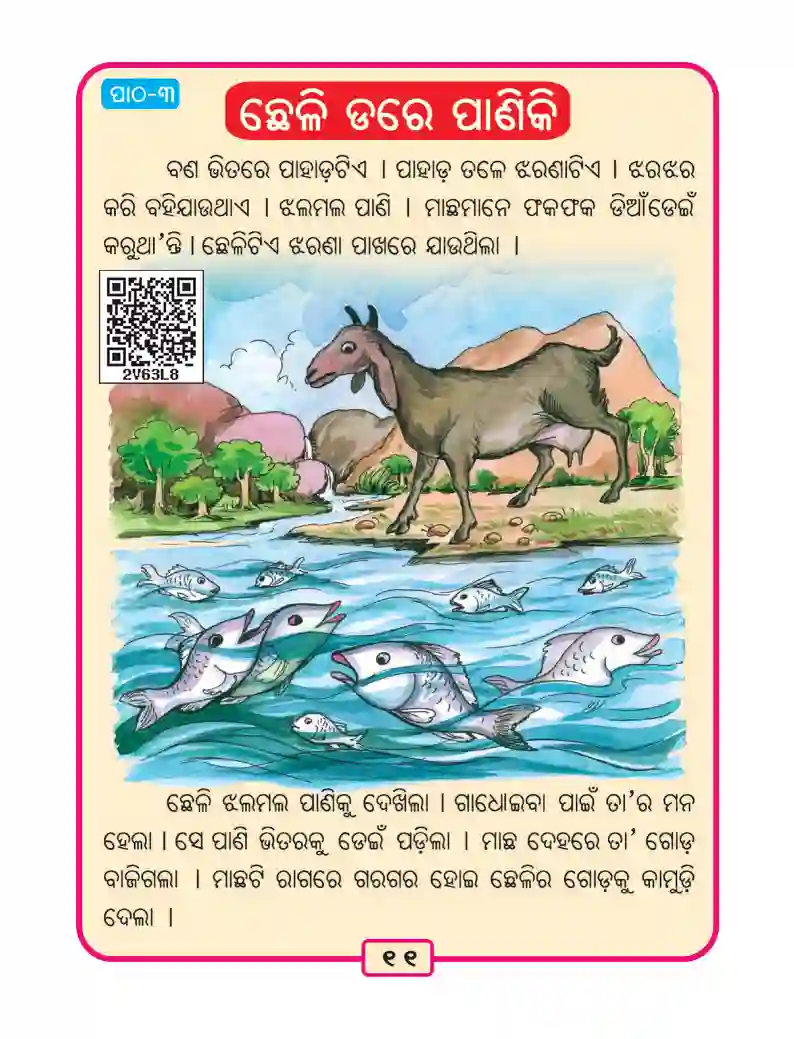 ପାଠ-୩
ଛେଳି ଡରେ ପାଣିକି
ବଣ ଭିତରେ ପାହାଡ଼ଟିଏ । ପାହାଡ଼ ତଳେ ଝରଣାଟିଏ । ଝରଝର
କରି ବହିଯାଉଥାଏ । ଝଲମଲ ପାଣି । ମାଛମାନେ ଫକଫକ ଡିଆଁଡେଇଁ
କରୁଥା’ନ୍ତି । ଛେଳିଟିଏ ଝରଣା ପାଖରେ ଯାଉଥିଲା ।
2V63L8
ଛେଳି ଝଲମଲ ପାଣିକୁ ଦେଖିଲା । ଗାଧୋଇବା ପାଇଁ ତା’ର ମନ
ହେଲା । ସେ ପାଣି ଭିତରକୁ ଡେଇଁ ପଡ଼ିଲା । ମାଛ ଦେହରେ ତା’ ଗୋଡ଼
ବାଜିଗଲା । ମାଛଟି ରାଗରେ ଗରଗର ହୋଇ ଛେଳିର ଗୋଡ଼କୁ କାମୁଡ଼ି
ଦେଲା ।
୧୧